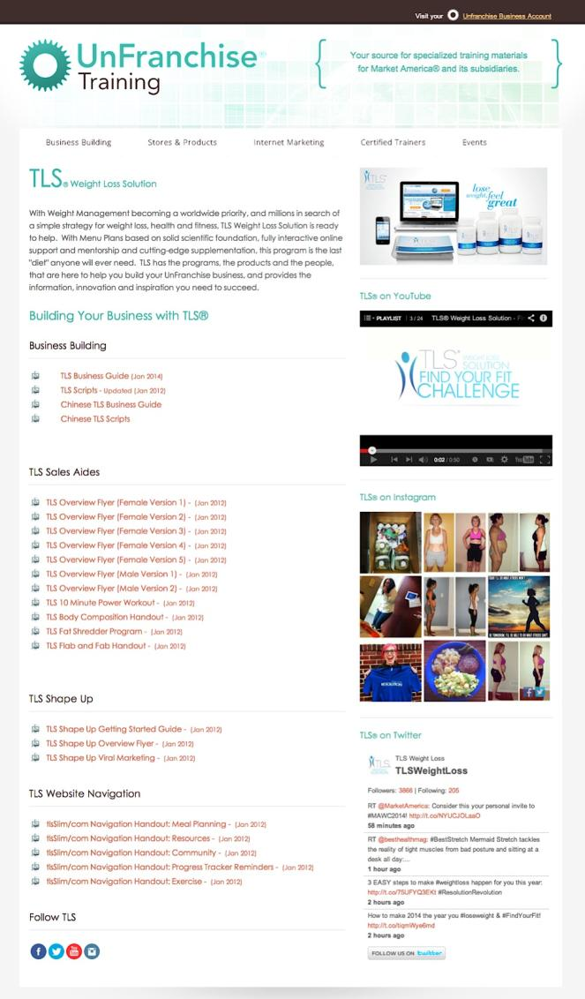 Visit your Unfranchise Business Account
UnFranchise®
Training
Your source for specialized training materials
for Market America® and its subsidiaries.
Business Building Stores & Products Internet Marketing Certified Trainers Events
TLS® Weight Loss Solution
With Weight Management becoming a worldwide priority, and millions in search of
a simple strategy for weight loss, health and fitness, TLS Weight Loss Solution is ready
to help. With Menu Plans based on solid scientific foundation, fully interactive online
support and mentorship and cutting-edge supplementation, this program is the last
"diet" anyone will ever need. TLS has the programs, the products and the people,
that are here to help you build your UnFranchise business, and provides the
information, innovation and inspiration you need to succeed.
Building Your Business with TLS®
Business Building
TLS Business Guide (Jan 2014)
TLS Scripts - Updated (Jan 2012)
Chinese TLS Business Guide
Chinese TLS Scripts
TLS Sales Aides
TLS Overview Flyer (Female Version 1) - (Jan 2012)
TLS Overview Flyer (Female Version 2) - (Jan 2012)
TLS Overview Flyer (Female Version 3) - (Jan 2012)
TLS Overview Flyer (Female Version 4) - (Jan 2012)
TLS Overview Flyer (Female Version 5) - (Jan 2012)
TLS Overview Flyer (Male Version 1) - (Jan 2012)
TLS Overview Flyer (Male Version 2) - (Jan 2012)
TLS 10 Minute Power Workout - (Jan 2012)
TLS Body Composition Handout - (Jan 2012)
TLS Fat Shredder Program - (Jan 2012)
TLS Flab and Fab Handout - (Jan 2012)
TLS Shape Up
TLS Shape Up Getting Started Guide - (Jan 2012)
TLS Shape Up Overview Flyer - (Jan 2012)
TLS Shape Up Viral Marketing - (Jan 2012)
TLS Website Navigation
tlsSlim/com Navigation Handout: Meal Planning - (Jan 2012)
tlsSlim/com Navigation Handout: Resources - (Jan 2012)
tlsSlim/com Navigation Handout: Community - (Jan 2012)
tlsSlim/com Navigation Handout: Progress Tracker Reminders - (Jan 2012)
tlsSlim/com Navigation Handout: Exercise - (Jan 2012)
Follow TLS
TLS
lose
weight, feel
great
TLS® on YouTube
PLAYLIST 3 / 24 TLS® Weight Loss Solution -
TLS® WEIGHT LOSS
SOLUTION
FIND YOUR FIT
CHALLENGE
0:02 / 0:50 YouTube
TLS® on Instagram
TLS® on Twitter
TLS
TLS Weight Loss
TLSWeightLoss
Followers: 3866 | Following: 205
RT @MarketAmerica: Consider this your personal invite to
#MAWC2014! http://t.co/NYUCJOLaaO
58 minutes ago
RT @besthealthmag: #BestStretch Mermaid Stretch tackles
the reality of tight muscles from bad posture and sitting at a
desk all day:...
1 hour ago
3 EASY steps to make #weightloss happen for you this year:
http://t.co/75UFYQ3EKt #ResolutionRevolution
2 hours ago
How to make 2014 the year you #loseweight & #FindYourFit!
http://t.co/tiqmWye6md
2 hours ago
FOLLOW US ON twitter